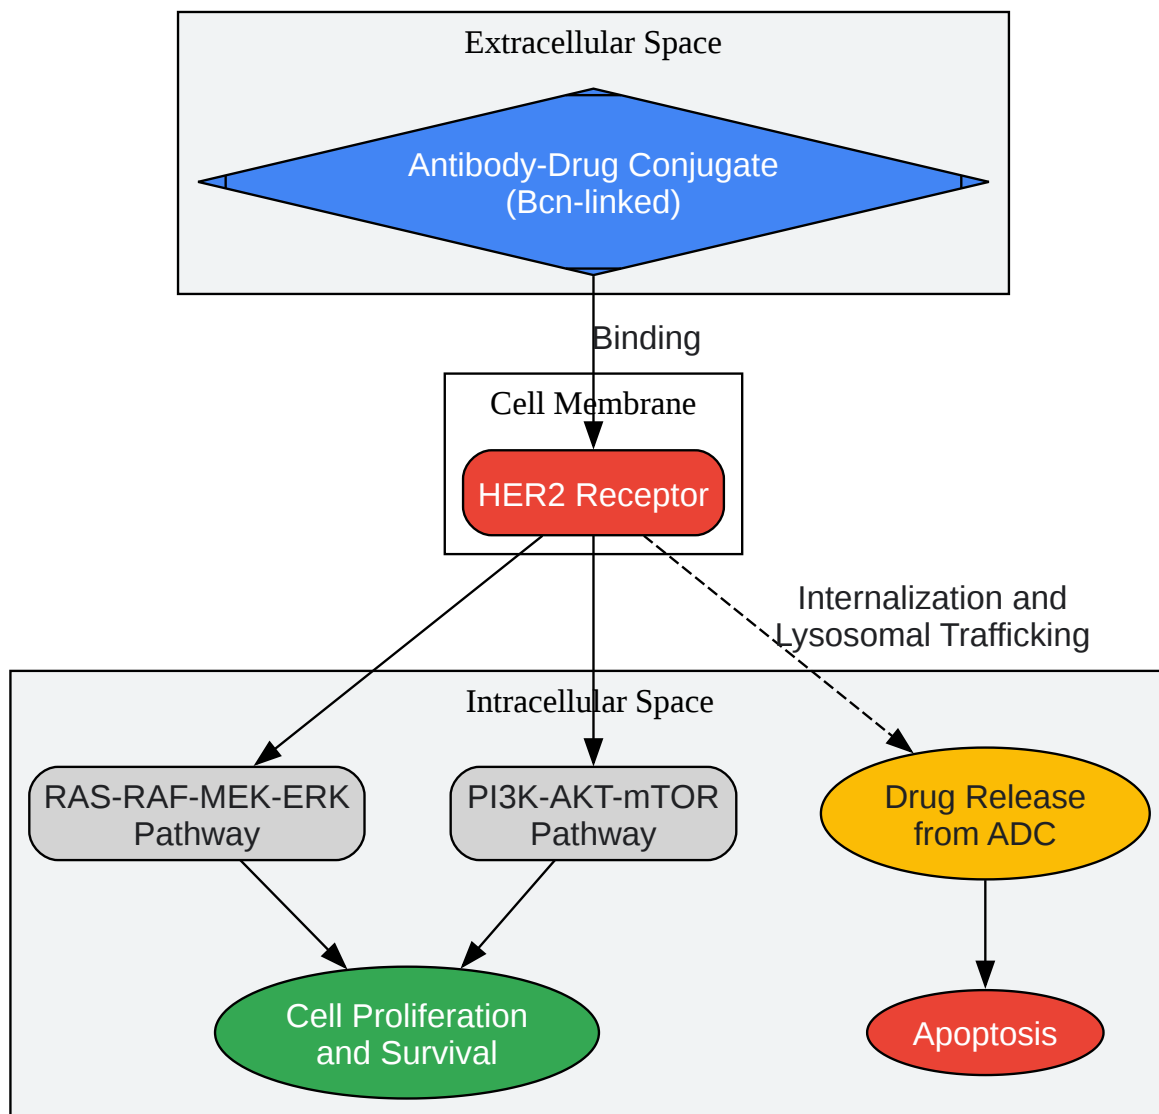 Extracellular Space
Antibody-Drug Conjugate
(Bcn-linked)
Binding
Cell Membrane
HER2 Receptor
Internalization and
Lysosomal Trafficking
Intracellular Space
RAS-RAF-MEK-ERK
Pathway
PI3K-AKT-mTOR
Pathway
Drug Release
from ADC
Cell Proliferation
and Survival
Apoptosis